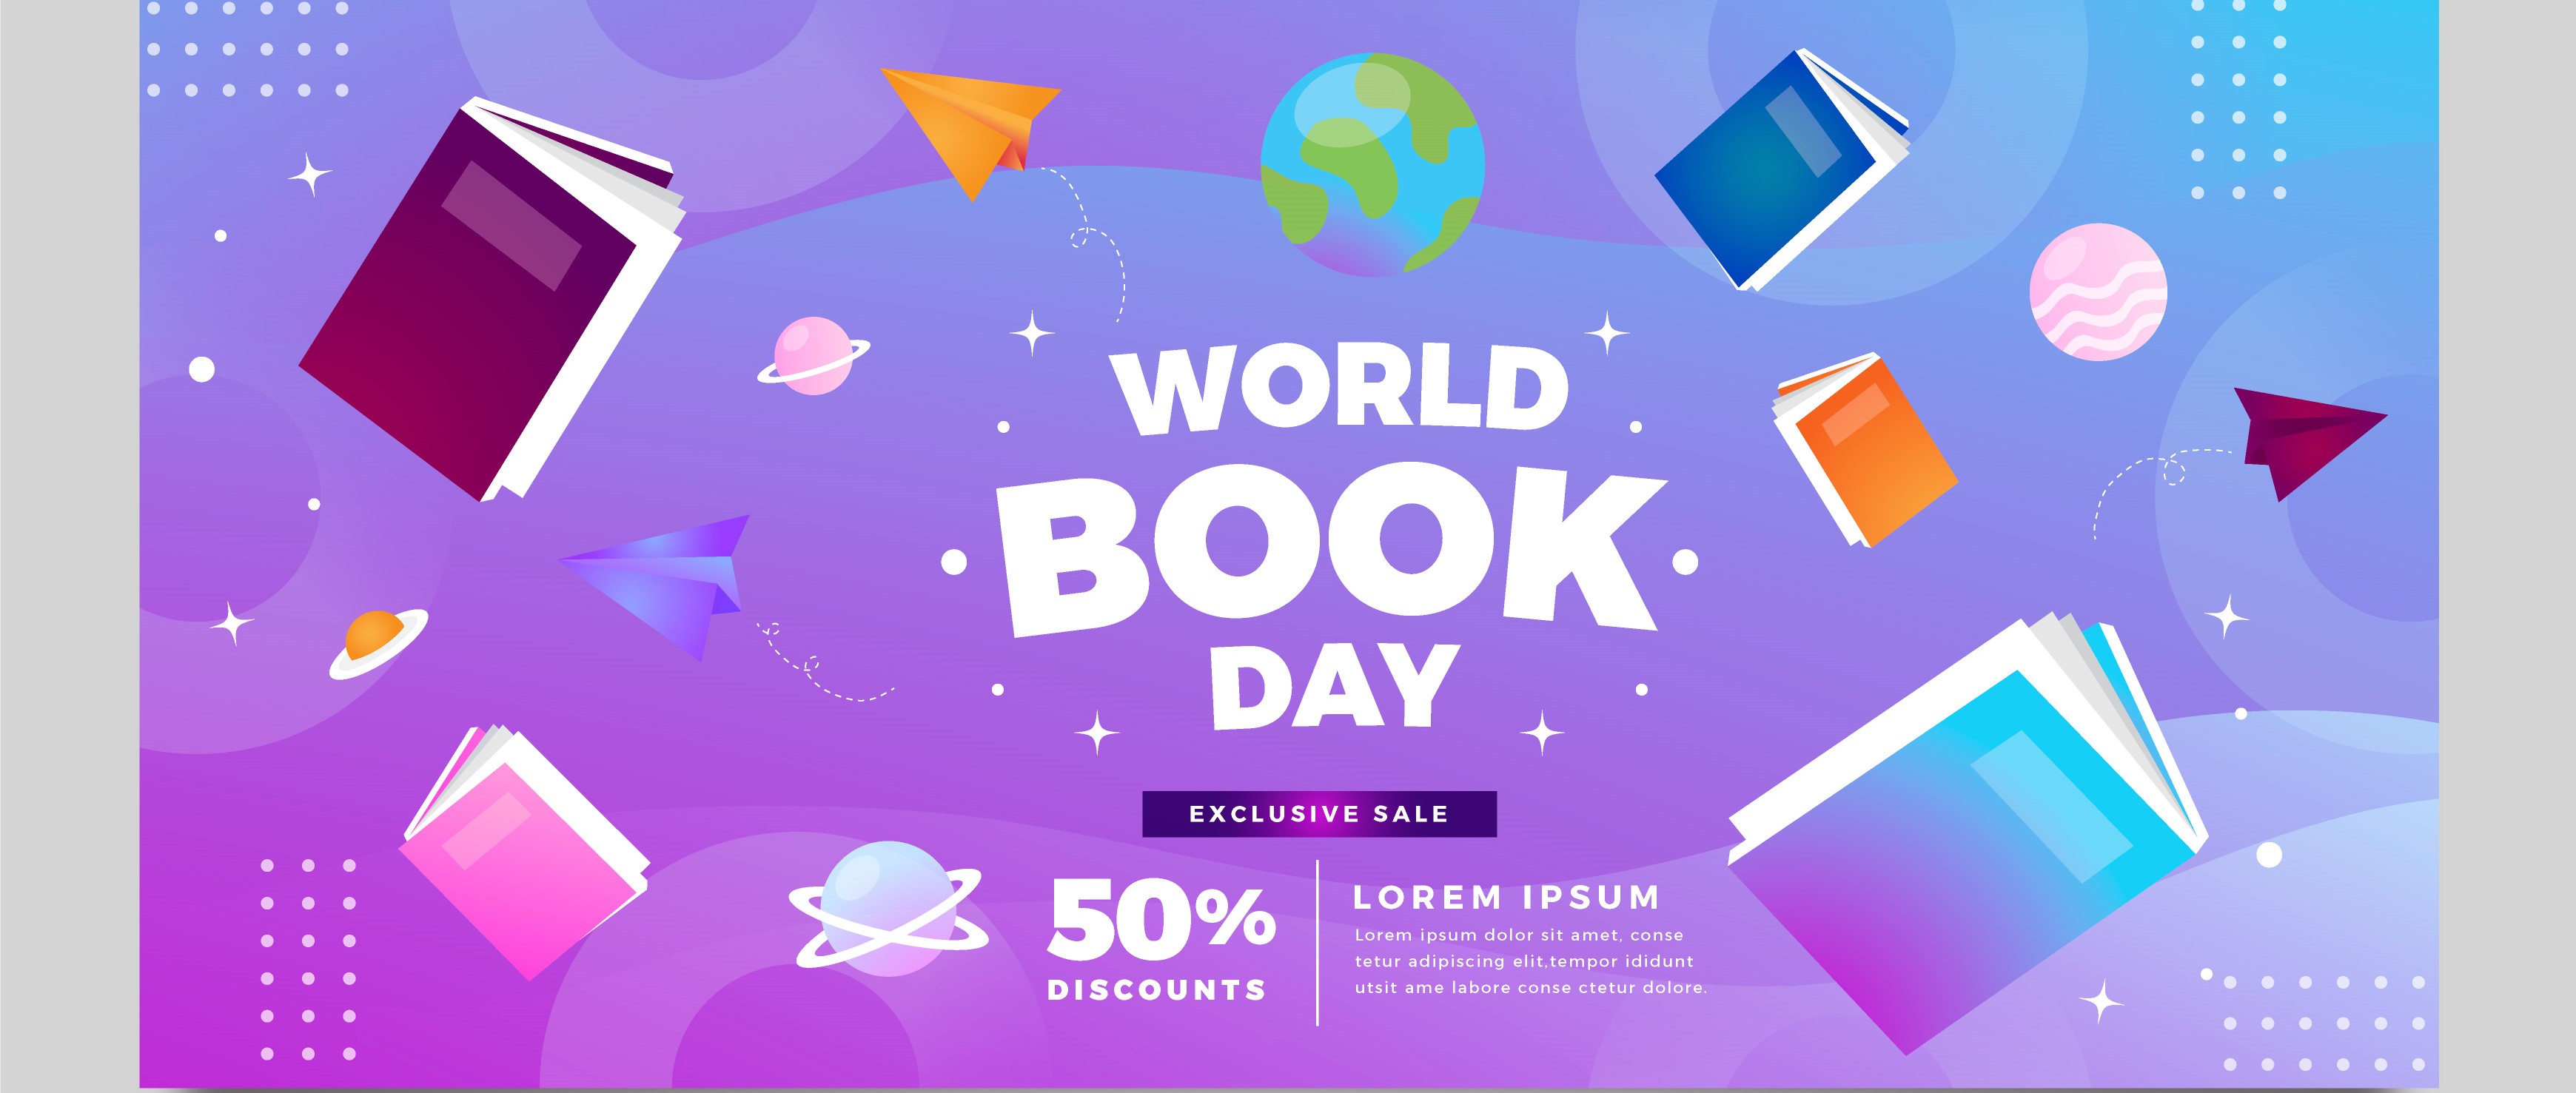 WORLD
BOOK
DAY
EXCLUSIVE SALE
50%
DISCOUNTS
LOREM IPSUM
Lorem ipsum dolor sit amet, conse
tetur adipiscing elit,tempor ididunt
utsit ame labore conse ctetur dolore.